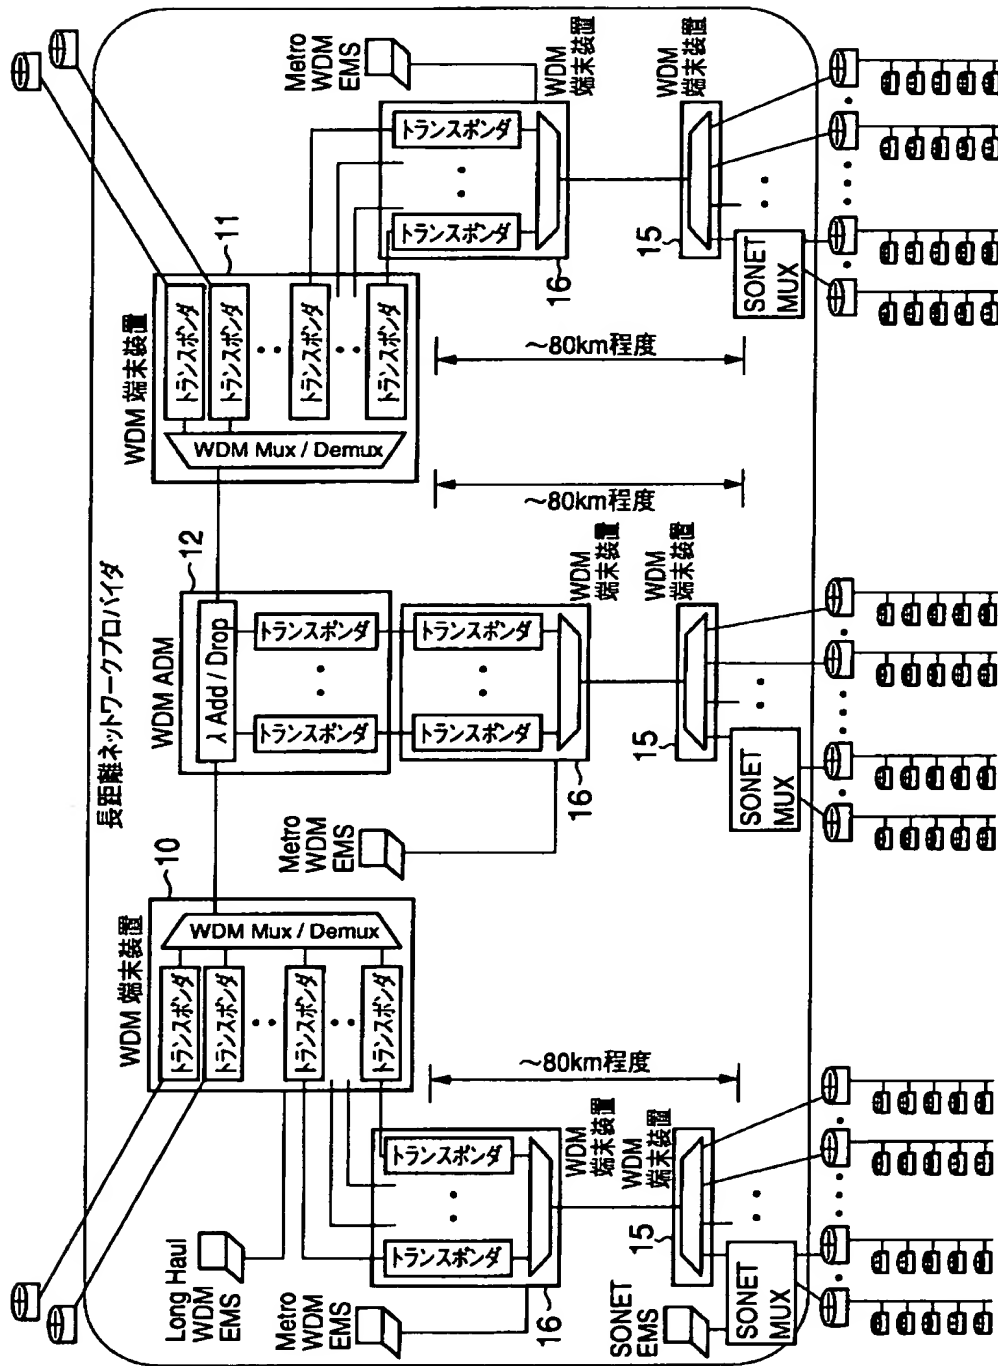 長距離ネットワークプロバイダ
WDM 端末装置
10
トランスポンダ
トランスポンダ
トランスポンダ
トランスポンダ
WDM Mux / Demux
WDM ADM
12
λ Add / Drop
トランスポンダ
トランスポンダ
WDM 端末装置
11
WDM Mux / Demux
トランスポンダ
トランスポンダ
トランスポンダ
トランスポンダ
Long Haul
WDM
EMS
Metro
WDM
EMS
トランスポンダ
トランスポンダ
16
WDM
端末装置
～80km程度
WDM
端末装置
15
SONET
EMS
SONET
MUX
Metro
WDM
EMS
トランスポンダ
トランスポンダ
16
WDM
端末装置
～80km程度
WDM
端末装置
15
SONET
MUX
Metro
WDM
EMS
トランスポンダ
トランスポンダ
16
WDM
端末装置
～80km程度
WDM
端末装置
15
SONET
MUX